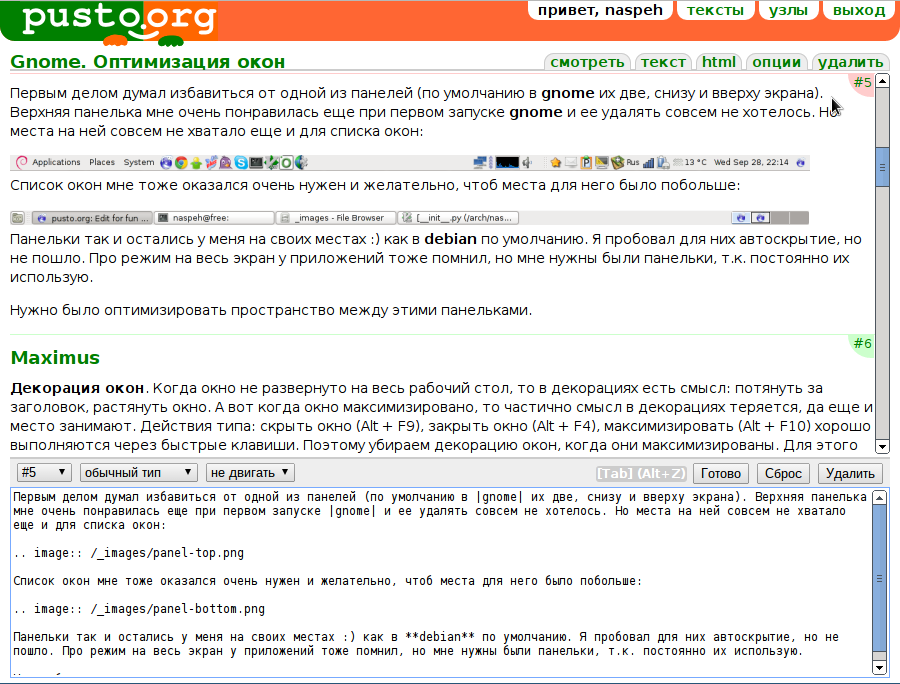 pusto.org
привет, naspeh
тексты
узлы
выход
Gnome. Оптимизация окон
смотреть
текст
html
опции
удалить
#5
Первым делом думал избавиться от одной из панелей (по умолчанию в gnome их две, снизу и вверху экрана).
Верхняя панелька мне очень понравилась еще при первом запуске gnome и ее удалять совсем не хотелось. Но
места на ней совсем не хватало еще и для списка окон:
Applications Places System
Rus
13 °C Wed Sep 28, 22:14
Список окон мне тоже оказался очень нужен и желательно, чтоб места для него было побольше:
pusto.org: Edit for fun ...
naspeh@free:
_images - File Browser
[__init__.py (/arch/nas...
Панельки так и остались у меня на своих местах :) как в debian по умолчанию. Я пробовал для них автоскрытие, но
не пошло. Про режим на весь экран у приложений тоже помнил, но мне нужны были панельки, т.к. постоянно их
использую.
Нужно было оптимизировать пространство между этими панельками.
#6
Maximus
Декорация окон. Когда окно не развернуто на весь рабочий стол, то в декорациях есть смысл: потянуть за
заголовок, растянуть окно. А вот когда окно максимизировано, то частично смысл в декорациях теряется, да еще и
место занимают. Действия типа: скрыть окно (Alt + F9), закрыть окно (Alt + F4), максимизировать (Alt + F10) хорошо
выполняются через быстрые клавиши. Поэтому убираем декорацию окон, когда они максимизированы. Для этого
#5
обычный тип
не двигать
[Tab] (Alt+Z)
Готово
Сброс
Удалить
Первым делом думал избавиться от одной из панелей (по умолчанию в |gnome| их две, снизу и вверху экрана). Верхняя панелька
мне очень понравилась еще при первом запуске |gnome| и ее удалять совсем не хотелось. Но места на ней совсем не хватало
еще и для списка окон:
.. image:: /_images/panel-top.png
Список окон мне тоже оказался очень нужен и желательно, чтоб места для него было побольше:
.. image:: /_images/panel-bottom.png
Панельки так и остались у меня на своих местах :) как в **debian** по умолчанию. Я пробовал для них автоскрытие, но не
пошло. Про режим на весь экран у приложений тоже помнил, но мне нужны были панельки, т.к. постоянно их использую.